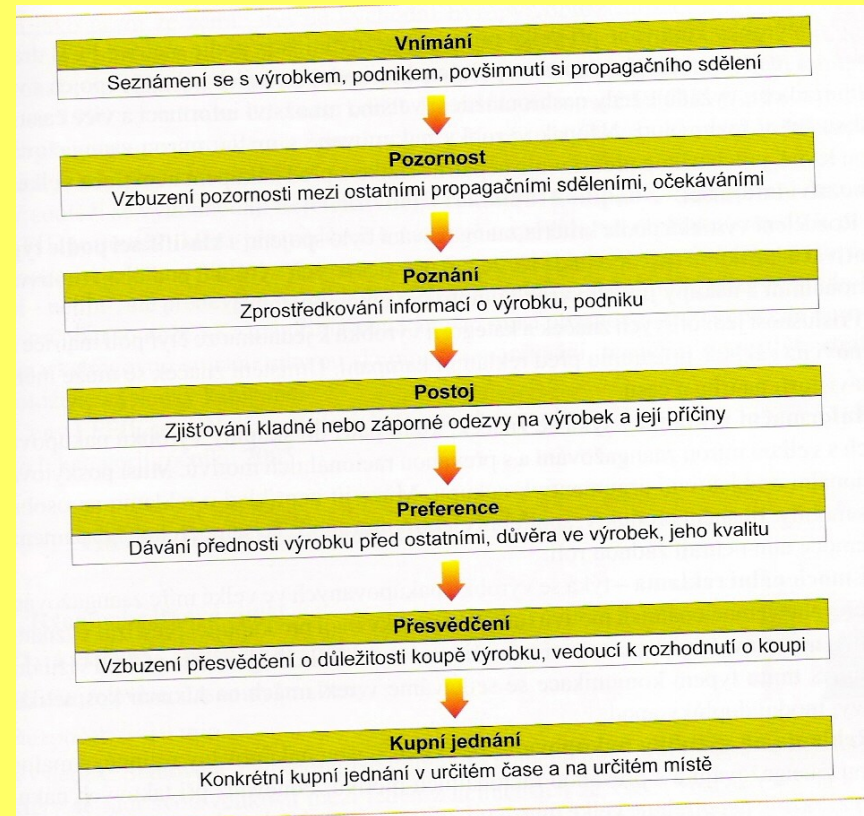 Vnímání
Seznámení se s výrobkem, podnikem, povšimnutí si propagačního sdělení
Pozornost
Vzbuzení pozornosti mezi ostatními propagačními sděleními, očekáváními
Poznání
Zprostředkování informací o výrobku, podniku
Postoj
Zjišťování kladné nebo záporné odezvy na výrobek a její příčiny
Preference
Dávání přednosti výrobku před ostatními, důvěra ve výrobek, jeho kvalitu
Přesvědčení
Vzbuzení přesvědčení o důležitosti koupě výrobku, vedoucí k rozhodnutí o koupi
Kupní jednání
Konkrétní kupní jednání v určitém čase a na určitém místě